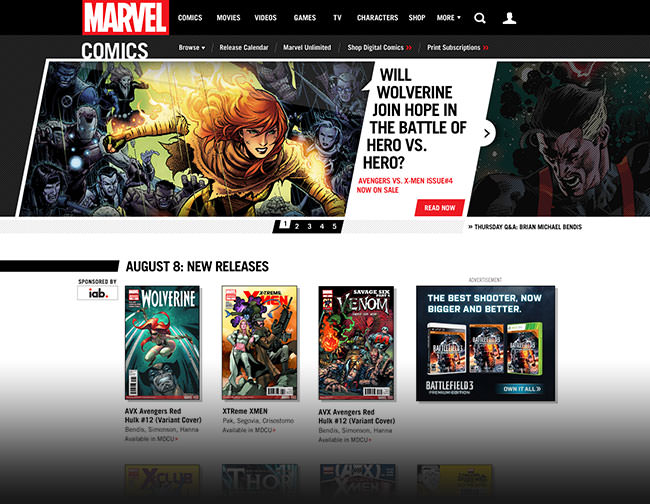 MARVEL
COMICS MOVIES VIDEOS GAMES TV CHARACTERS SHOP MORE
COMICS
Browse Release Calendar Marvel Unlimited Shop Digital Comics Print Subscriptions
WILL
WOLVERINE
JOIN HOPE IN
THE BATTLE OF
HERO VS.
HERO?
AVENGERS VS. X-MEN ISSUE#4
NOW ON SALE
READ NOW
1 2 3 4 5
» THURSDAY Q&A: BRIAN MICHAEL BENDIS
AUGUST 8: NEW RELEASES
SPONSORED BY
iab.
ADVERTISEMENT
WOLVERINE
X-TREME
X-MEN
SAVAGE SIX
VENOM
THE BEST SHOOTER, NOW
BIGGER AND BETTER.
BATTLEFIELD 3
PREMIUM EDITION
OWN IT ALL »
AVX Avengers Red
Hulk #12 (Variant Cover)
Bendis, Simonson, Hanna
Available in MDCU
XTReme XMEN
Pak, Segovia, Crisostomo
Available in MDCU
AVX Avengers Red
Hulk #12 (Variant Cover)
Bendis, Simonson, Hanna
Available in MDCU
XCLUB
THOR
X-MEN